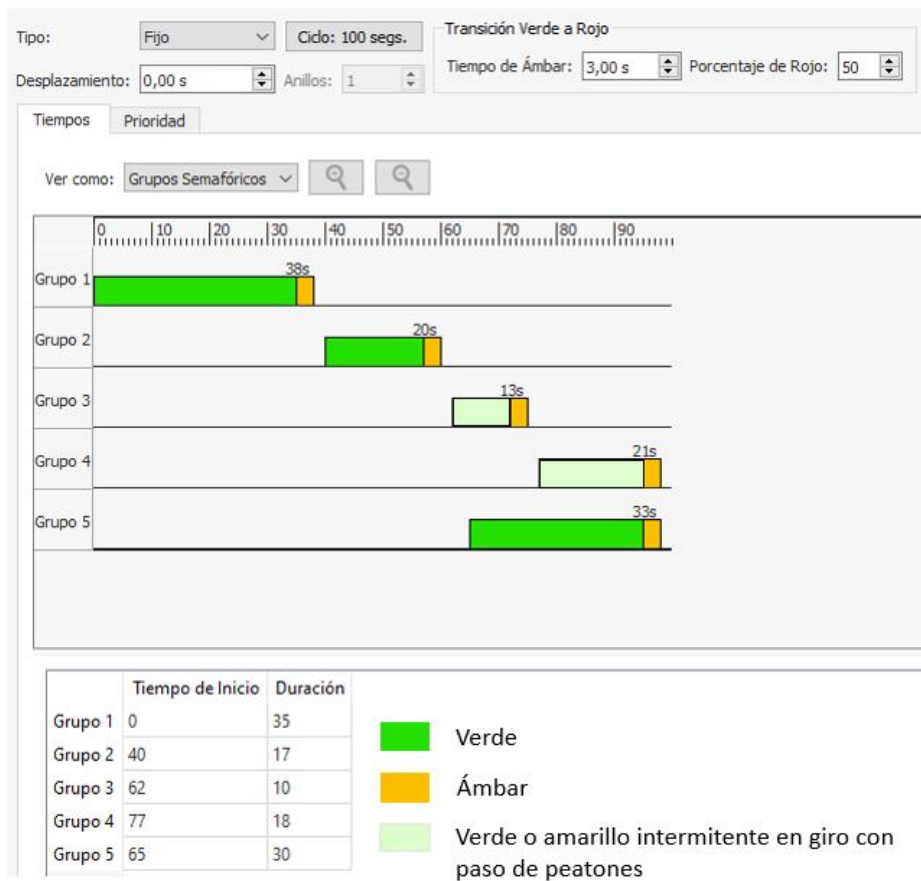 Tipo: Fijo Ciclo: 100 segs. Transición Verde a Rojo
Desplazamiento: 0,00 s Anillos: 1 Tiempo de Ámbar: 3,00 s Porcentaje de Rojo: 50
Tiempos Prioridad
Ver como: Grupos Semafóricos
0 10 20 30 40 50 60 70 80 90
Grupo 1 38s
Grupo 2 20s
Grupo 3 13s
Grupo 4 21s
Grupo 5 33s
Tiempo de Inicio Duración
Grupo 1 0 35
Grupo 2 40 17
Grupo 3 62 10
Grupo 4 77 18
Grupo 5 65 30
Verde
Ámbar
Verde o amarillo intermitente en giro con
paso de peatones